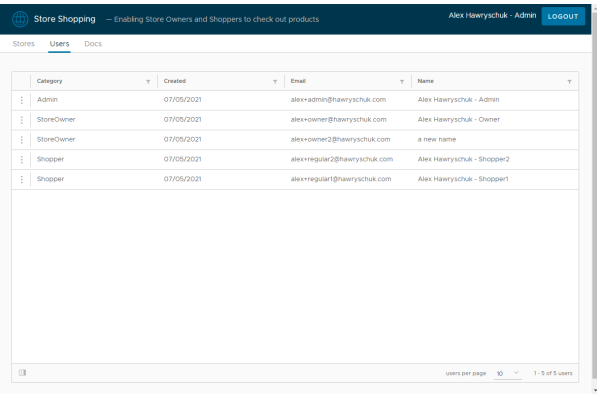 Store Shopping — Enabling Store Owners and Shoppers to check out products Alex Hawryschuk - Admin LOGOUT
Stores Users Docs
Category Created Email Name
Admin 07/05/2021 alex+admin@hawryschuk.com Alex Hawryschuk - Admin
StoreOwner 07/05/2021 alex+owner@hawryschuk.com Alex Hawryschuk - Owner
StoreOwner 07/05/2021 alex+owner2@hawryschuk.com a new name
Shopper 07/05/2021 alex+regular2@hawryschuk.com Alex Hawryschuk - Shopper2
Shopper 07/05/2021 alex+regular1@hawryschuk.com Alex Hawryschuk - Shopper1
users per page 10 1 - 5 of 5 users